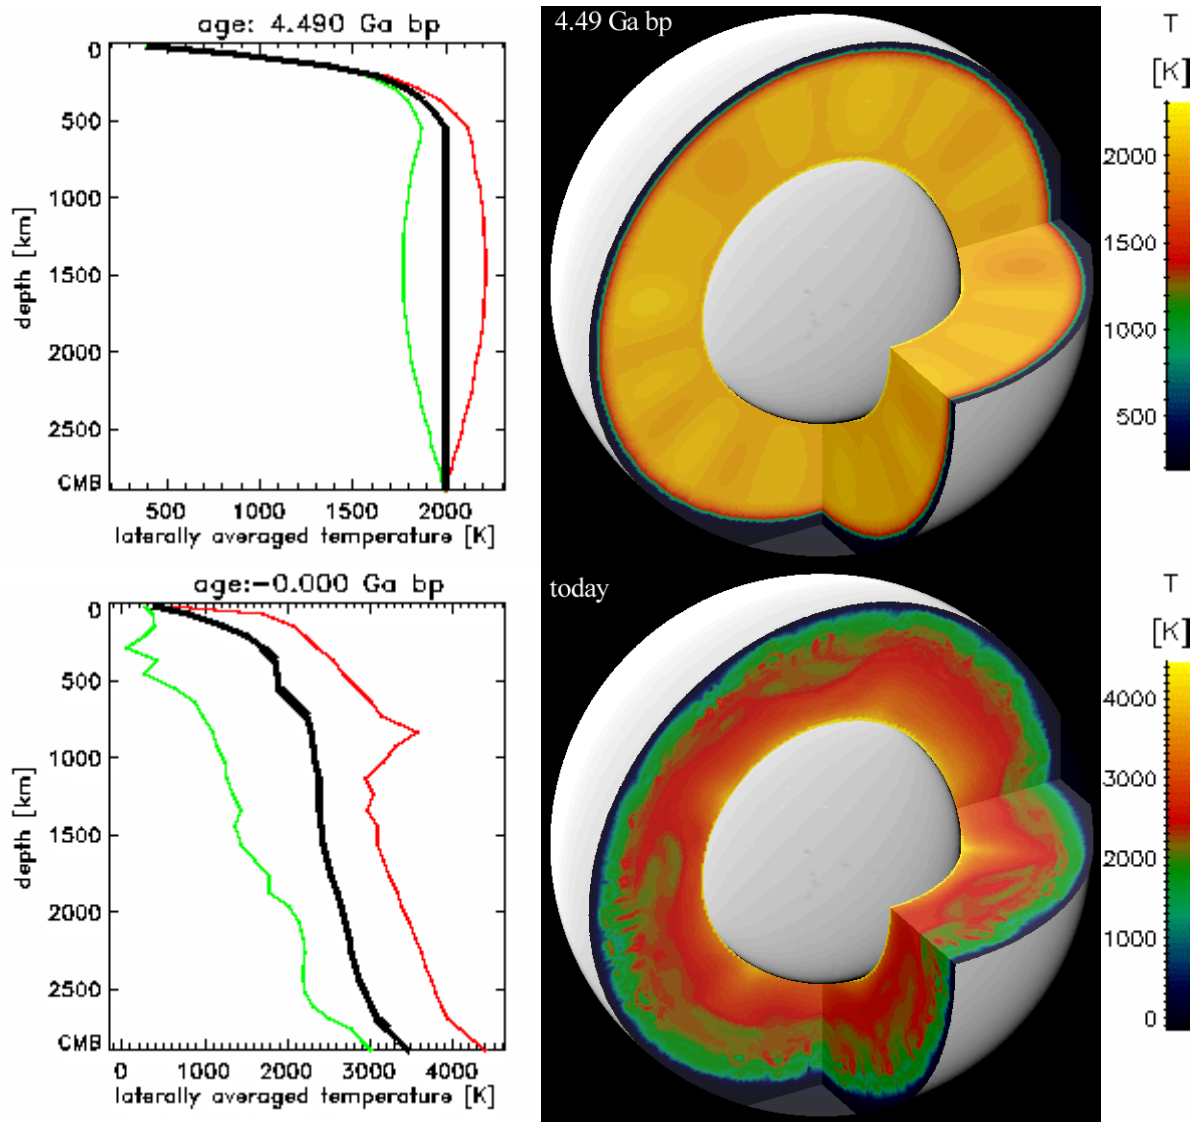 age: 4.490 Ga bp
0
500
1000
1500
2000
2500
CMB
depth [km]
500 1000 1500 2000
laterally averaged temperature [K]
4.49 Ga bp
T
[K]
2000
1500
1000
500
age:-0.000 Ga bp
0
500
1000
1500
2000
2500
CMB
depth [km]
0 1000 2000 3000 4000
laterally averaged temperature [K]
today
T
[K]
4000
3000
2000
1000
0